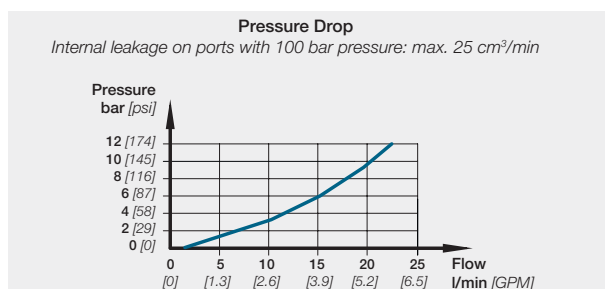 Pressure Drop
Internal leakage on ports with 100 bar pressure: max. 25 cm³/min
Pressure
bar [psi]
12 [174]
10 [145]
8 [116]
6 [87]
4 [58]
2 [29]
0 [0]
0 5 10 15 20 25 Flow
[0] [1.3] [2.6] [3.9] [5.2] [6.5] l/min [GPM]